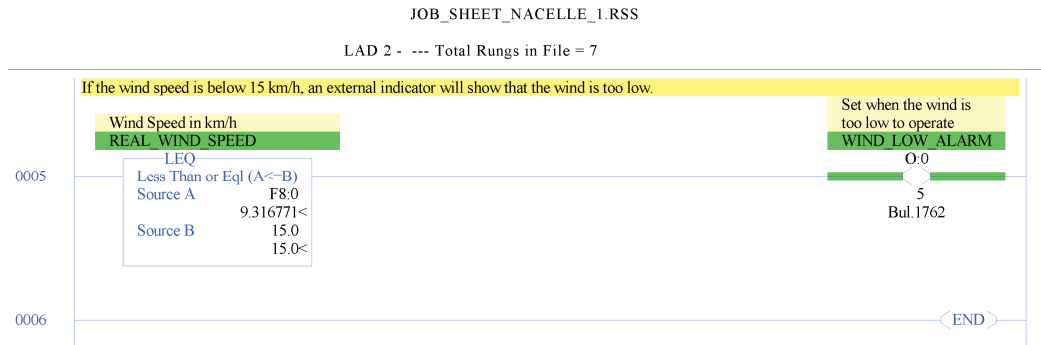 JOB_SHEET_NACELLE_1.RSS
LAD 2 - --- Total Rungs in File = 7
If the wind speed is below 15 km/h, an external indicator will show that the wind is too low.
Set when the wind is
too low to operate
WIND_LOW_ALARM
O:0
5
Bul.1762
Wind Speed in km/h
REAL_WIND_SPEED
LEQ
Less Than or Eql (A<=B)
Source A F8:0
9.316771<
Source B 15.0
15.0<
0005
0006
END